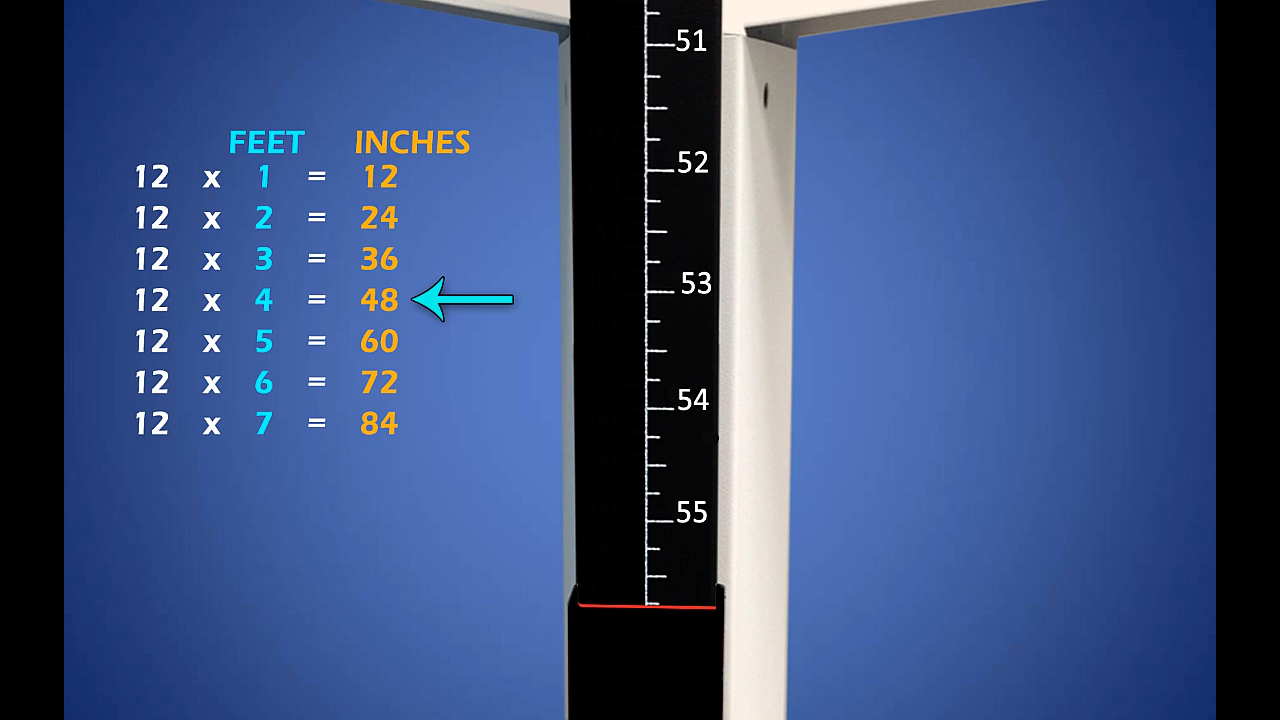 FEET INCHES
12 x 1 = 12
12 x 2 = 24
12 x 3 = 36
12 x 4 = 48
12 x 5 = 60
12 x 6 = 72
12 x 7 = 84
51
52
53
54
55